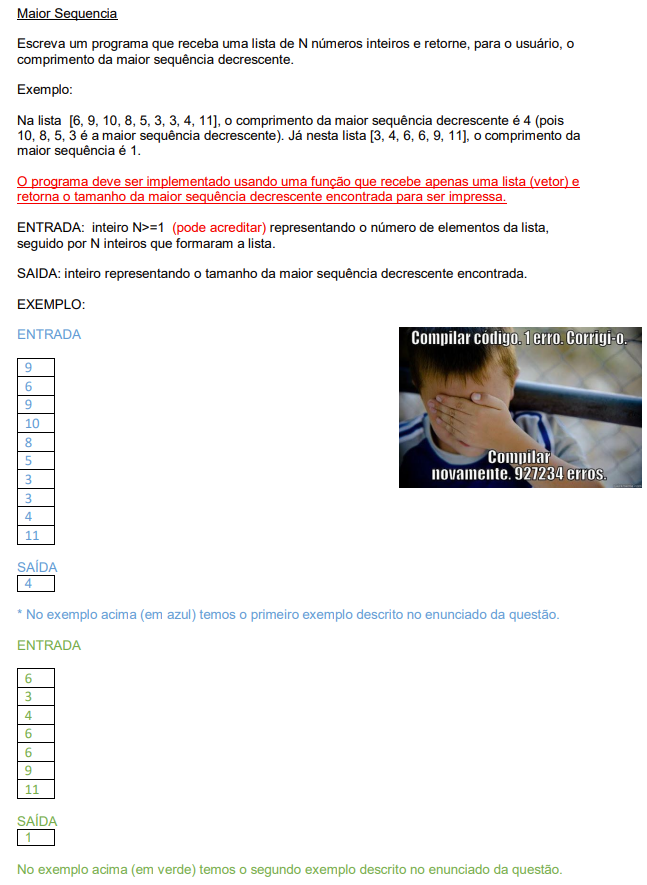 Maior Sequencia
Escreva um programa que receba uma lista de N números inteiros e retorne, para o usuário, o
comprimento da maior sequência decrescente.
Exemplo:
Na lista [6, 9, 10, 8, 5, 3, 3, 4, 11], o comprimento da maior sequência decrescente é 4 (pois
10, 8, 5, 3 é a maior sequência decrescente). Já nesta lista [3, 4, 6, 6, 9, 11], o comprimento da
maior sequência é 1.
O programa deve ser implementado usando uma função que recebe apenas uma lista (vetor) e
retorna o tamanho da maior sequência decrescente encontrada para ser impressa.
ENTRADA: inteiro N>=1 (pode acreditar) representando o número de elementos da lista,
seguido por N inteiros que formaram a lista.
SAIDA: inteiro representando o tamanho da maior sequência decrescente encontrada.
EXEMPLO:
ENTRADA
9
6
9
10
8
5
3
3
4
11
Compilar código. 1 erro. Corrigi-o.
Compilar
novamente. 927234 erros.
SAÍDA
4
* No exemplo acima (em azul) temos o primeiro exemplo descrito no enunciado da questão.
ENTRADA
6
3
4
6
6
9
11
SAÍDA
1
No exemplo acima (em verde) temos o segundo exemplo descrito no enunciado da questão.